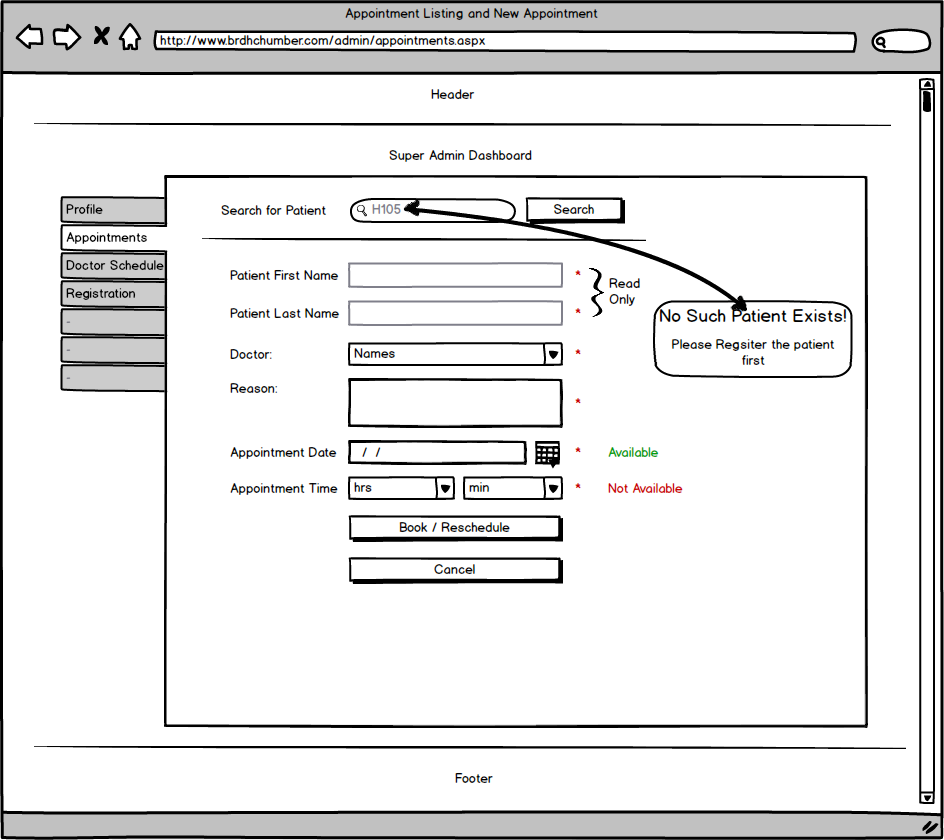 Appointment Listing and New Appointment
http://www.brdhchumber.com/admin/appointments.aspx
Header
Super Admin Dashboard
Profile
Appointments
Doctor Schedule
Registration
-
-
-
Search for Patient H105 Search
Patient First Name *
Patient Last Name *
Read
Only
No Such Patient Exists!
Please Regsiter the patient
first
Doctor: Names *
Reason: *
Appointment Date / / * Available
Appointment Time hrs min * Not Available
Book / Reschedule
Cancel
Footer